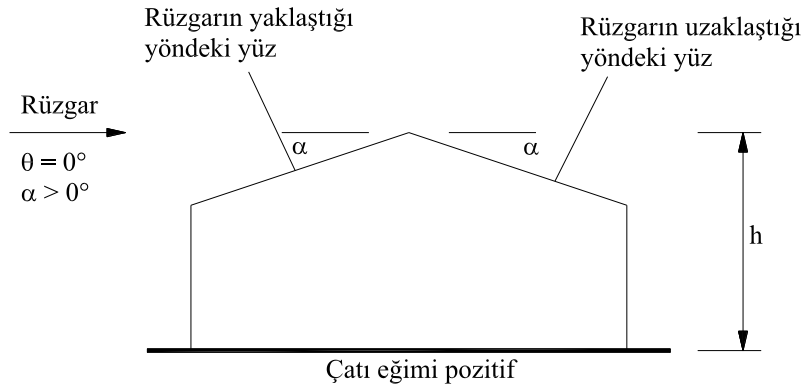 Rüzgarın yaklaştığı
yöndeki yüz
Rüzgarın uzaklaştığı
yöndeki yüz
Rüzgar
θ = 0°
α > 0°
α
α
h
Çatı eğimi pozitif